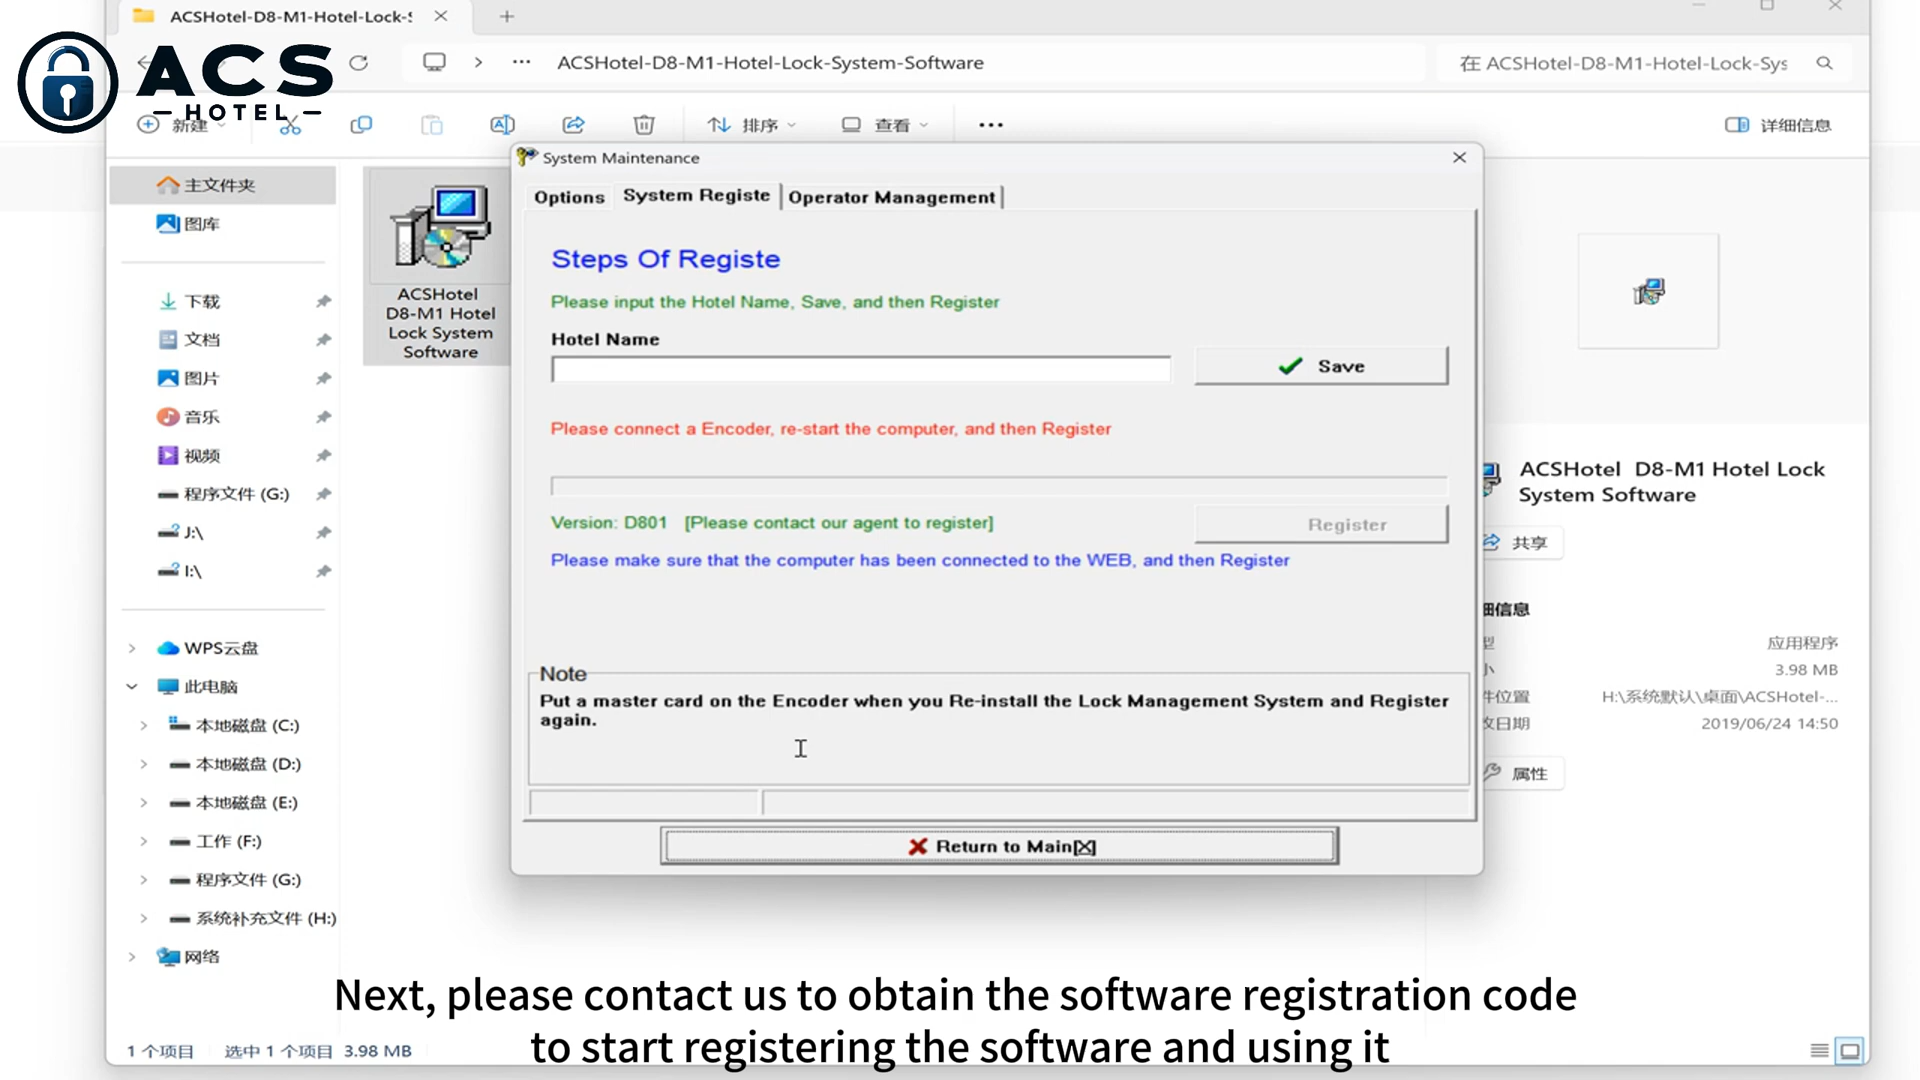 ACSHotel-D8-M1-Hotel-Lock-S
ACS
HOTEL
ACSHotel-D8-M1-Hotel-Lock-System-Software
在 ACSHotel-D8-M1-Hotel-Lock-Sys
新建
排序
查看
详细信息
主文件夹
图库
下载
文档
图片
音乐
视频
程序文件 (G:)
J:\
I:\
WPS云盘
此电脑
本地磁盘 (C:)
本地磁盘 (D:)
本地磁盘 (E:)
工作 (F:)
程序文件 (G:)
系统补充文件 (H:)
网络
ACSHotel
D8-M1 Hotel
Lock System
Software
System Maintenance
Options
System Registe
Operator Management
Steps Of Registe
Please input the Hotel Name, Save, and then Register
Hotel Name
Save
Please connect a Encoder, re-start the computer, and then Register
Version: D801 [Please contact our agent to register]
Register
Please make sure that the computer has been connected to the WEB, and then Register
Note
Put a master card on the Encoder when you Re-install the Lock Management System and Register
again.
Return to Main[X]
ACSHotel D8-M1 Hotel Lock
System Software
共享
细信息
型
应用程序
小
3.98 MB
件位置
H:\系统默认\桌面\ACSHotel-...
改日期
2019/06/24 14:50
属性
Next, please contact us to obtain the software registration code
to start registering the software and using it
1 个项目
选中 1 个项目 3.98 MB